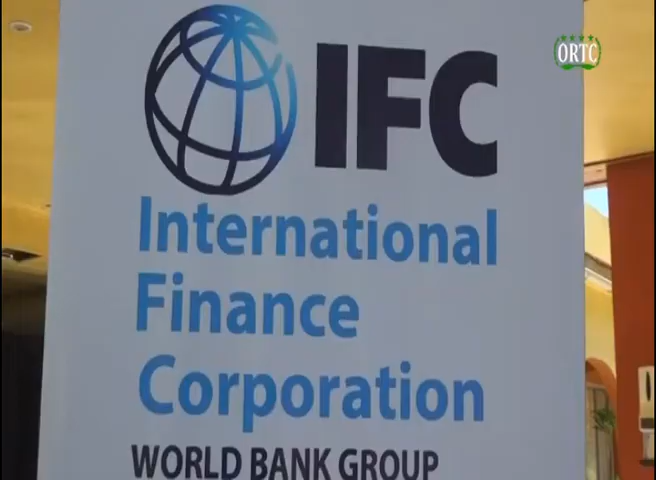 IFC
ORTC
International
Finance
Corporation
WORLD BANK GROUP